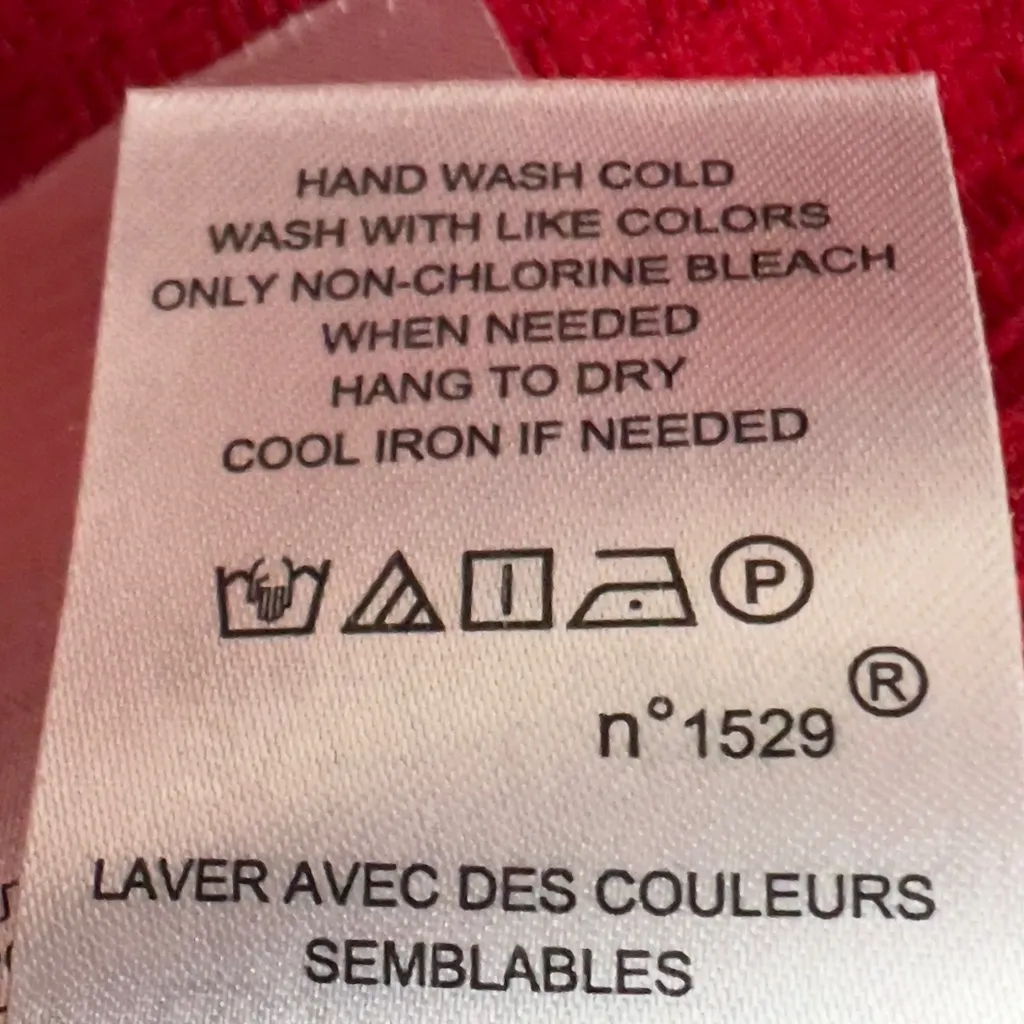 HAND WASH COLD
WASH WITH LIKE COLORS
ONLY NON-CHLORINE BLEACH
WHEN NEEDED
HANG TO DRY
COOL IRON IF NEEDED
P
n°1529®
LAVER AVEC DES COULEURS
SEMBLABLES